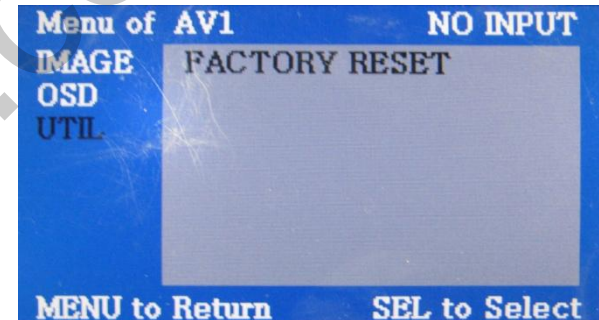 Menu of AV1 NO INPUT
IMAGE FACTORY RESET
OSD
UTIL
MENU to Return SEL to Select